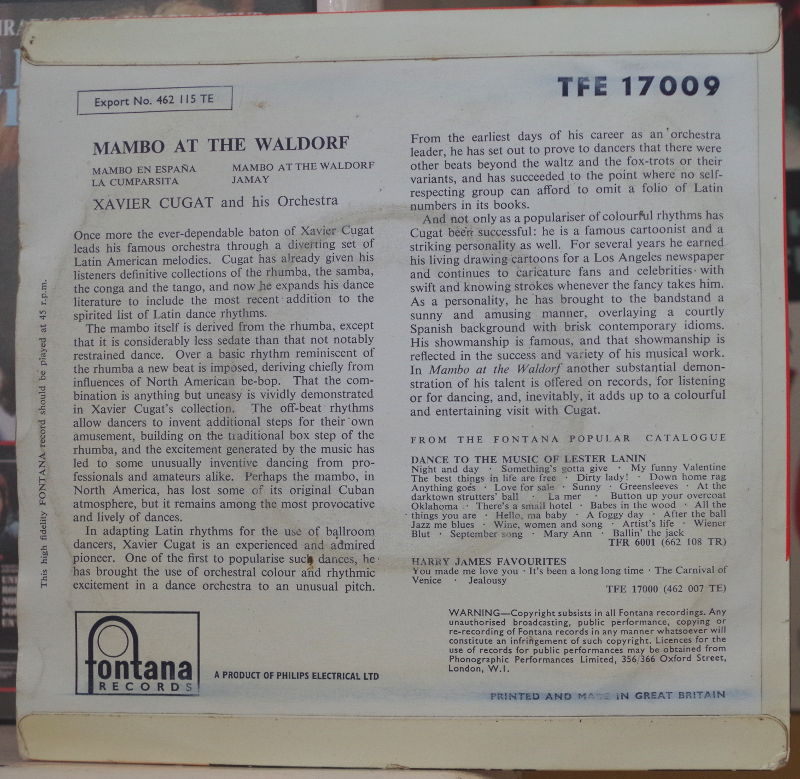 Export No. 462 115 TE
TFE 17009
MAMBO AT THE WALDORF
MAMBO EN ESPAÑA MAMBO AT THE WALDORF
LA CUMPARSITA JAMAY
XAVIER CUGAT and his Orchestra
Once more the ever-dependable baton of Xavier Cugat
leads his famous orchestra through a diverting set of
Latin American melodies. Cugat has already given his
listeners definitive collections of the rhumba, the samba,
the conga and the tango, and now he expands his dance
literature to include the most recent addition to the
spirited list of Latin dance rhythms.
The mambo itself is derived from the rhumba, except
that it is considerably less sedate than that not notably
restrained dance. Over a basic rhythm reminiscent of
the rhumba a new beat is imposed, deriving chiefly from
influences of North American be-bop. That the com-
bination is anything but uneasy is vividly demonstrated
in Xavier Cugat's collection. The off-beat rhythms
allow dancers to invent additional steps for their own
amusement, building on the traditional box step of the
rhumba, and the excitement generated by the music has
led to some unusually inventive dancing from pro-
fessionals and amateurs alike. Perhaps the mambo, in
North America, has lost some of its original Cuban
atmosphere, but it remains among the most provocative
and lively of dances.
In adapting Latin rhythms for the use of ballroom
dancers, Xavier Cugat is an experienced and admired
pioneer. One of the first to popularise such dances, he
has brought the use of orchestral colour and rhythmic
excitement in a dance orchestra to an unusual pitch.
From the earliest days of his career as an orchestra
leader, he has set out to prove to dancers that there were
other beats beyond the waltz and the fox-trots or their
variants, and has succeeded to the point where no self-
respecting group can afford to omit a folio of Latin
numbers in its books.
And not only as a populariser of colourful rhythms has
Cugat been successful: he is a famous cartoonist and a
striking personality as well. For several years he earned
his living drawing cartoons for a Los Angeles newspaper
and continues to caricature fans and celebrities with
swift and knowing strokes whenever the fancy takes him.
As a personality, he has brought to the bandstand a
sunny and amusing manner, overlaying a courtly
Spanish background with brisk contemporary idioms.
His showmanship is famous, and that showmanship is
reflected in the success and variety of his musical work.
In Mambo at the Waldorf another substantial demon-
stration of his talent is offered on records, for listening
or for dancing, and, inevitably, it adds up to a colourful
and entertaining visit with Cugat.
FROM THE FONTANA POPULAR CATALOGUE
DANCE TO THE MUSIC OF LESTER LANIN
Night and day · Something's gotta give · My funny Valentine
The best things in life are free · Dirty lady! · Down home rag
Anything goes · Love for sale · Sunny · Greensleeves · At the
darktown strutters' ball · La mer · Button up your overcoat
Oklahoma · There's a small hotel · Babes in the wood · All the
things you are · Hello, ma baby · A foggy day · After the ball
Jazz me blues · Wine, women and song · Artist's life · Wiener
Blut · September song · Mary Ann · Ballin' the jack
TFR 6001 (662 108 TR)
HARRY JAMES FAVOURITES
You made me love you · It's been a long long time · The Carnival of
Venice · Jealousy
TFE 17000 (462 007 TE)
WARNING—Copyright subsists in all Fontana recordings. Any
unauthorised broadcasting, public performance, copying or
re-recording of Fontana records in any manner whatsoever will
constitute an infringement of such copyright. Licences for the
use of records for public performances may be obtained from
Phonographic Performances Limited, 356/366 Oxford Street,
London, W.1.
PRINTED AND MADE IN GREAT BRITAIN
This high fidelity FONTANA record should be played at 45 r.p.m.
fontana
RECORDS
A PRODUCT OF PHILIPS ELECTRICAL LTD